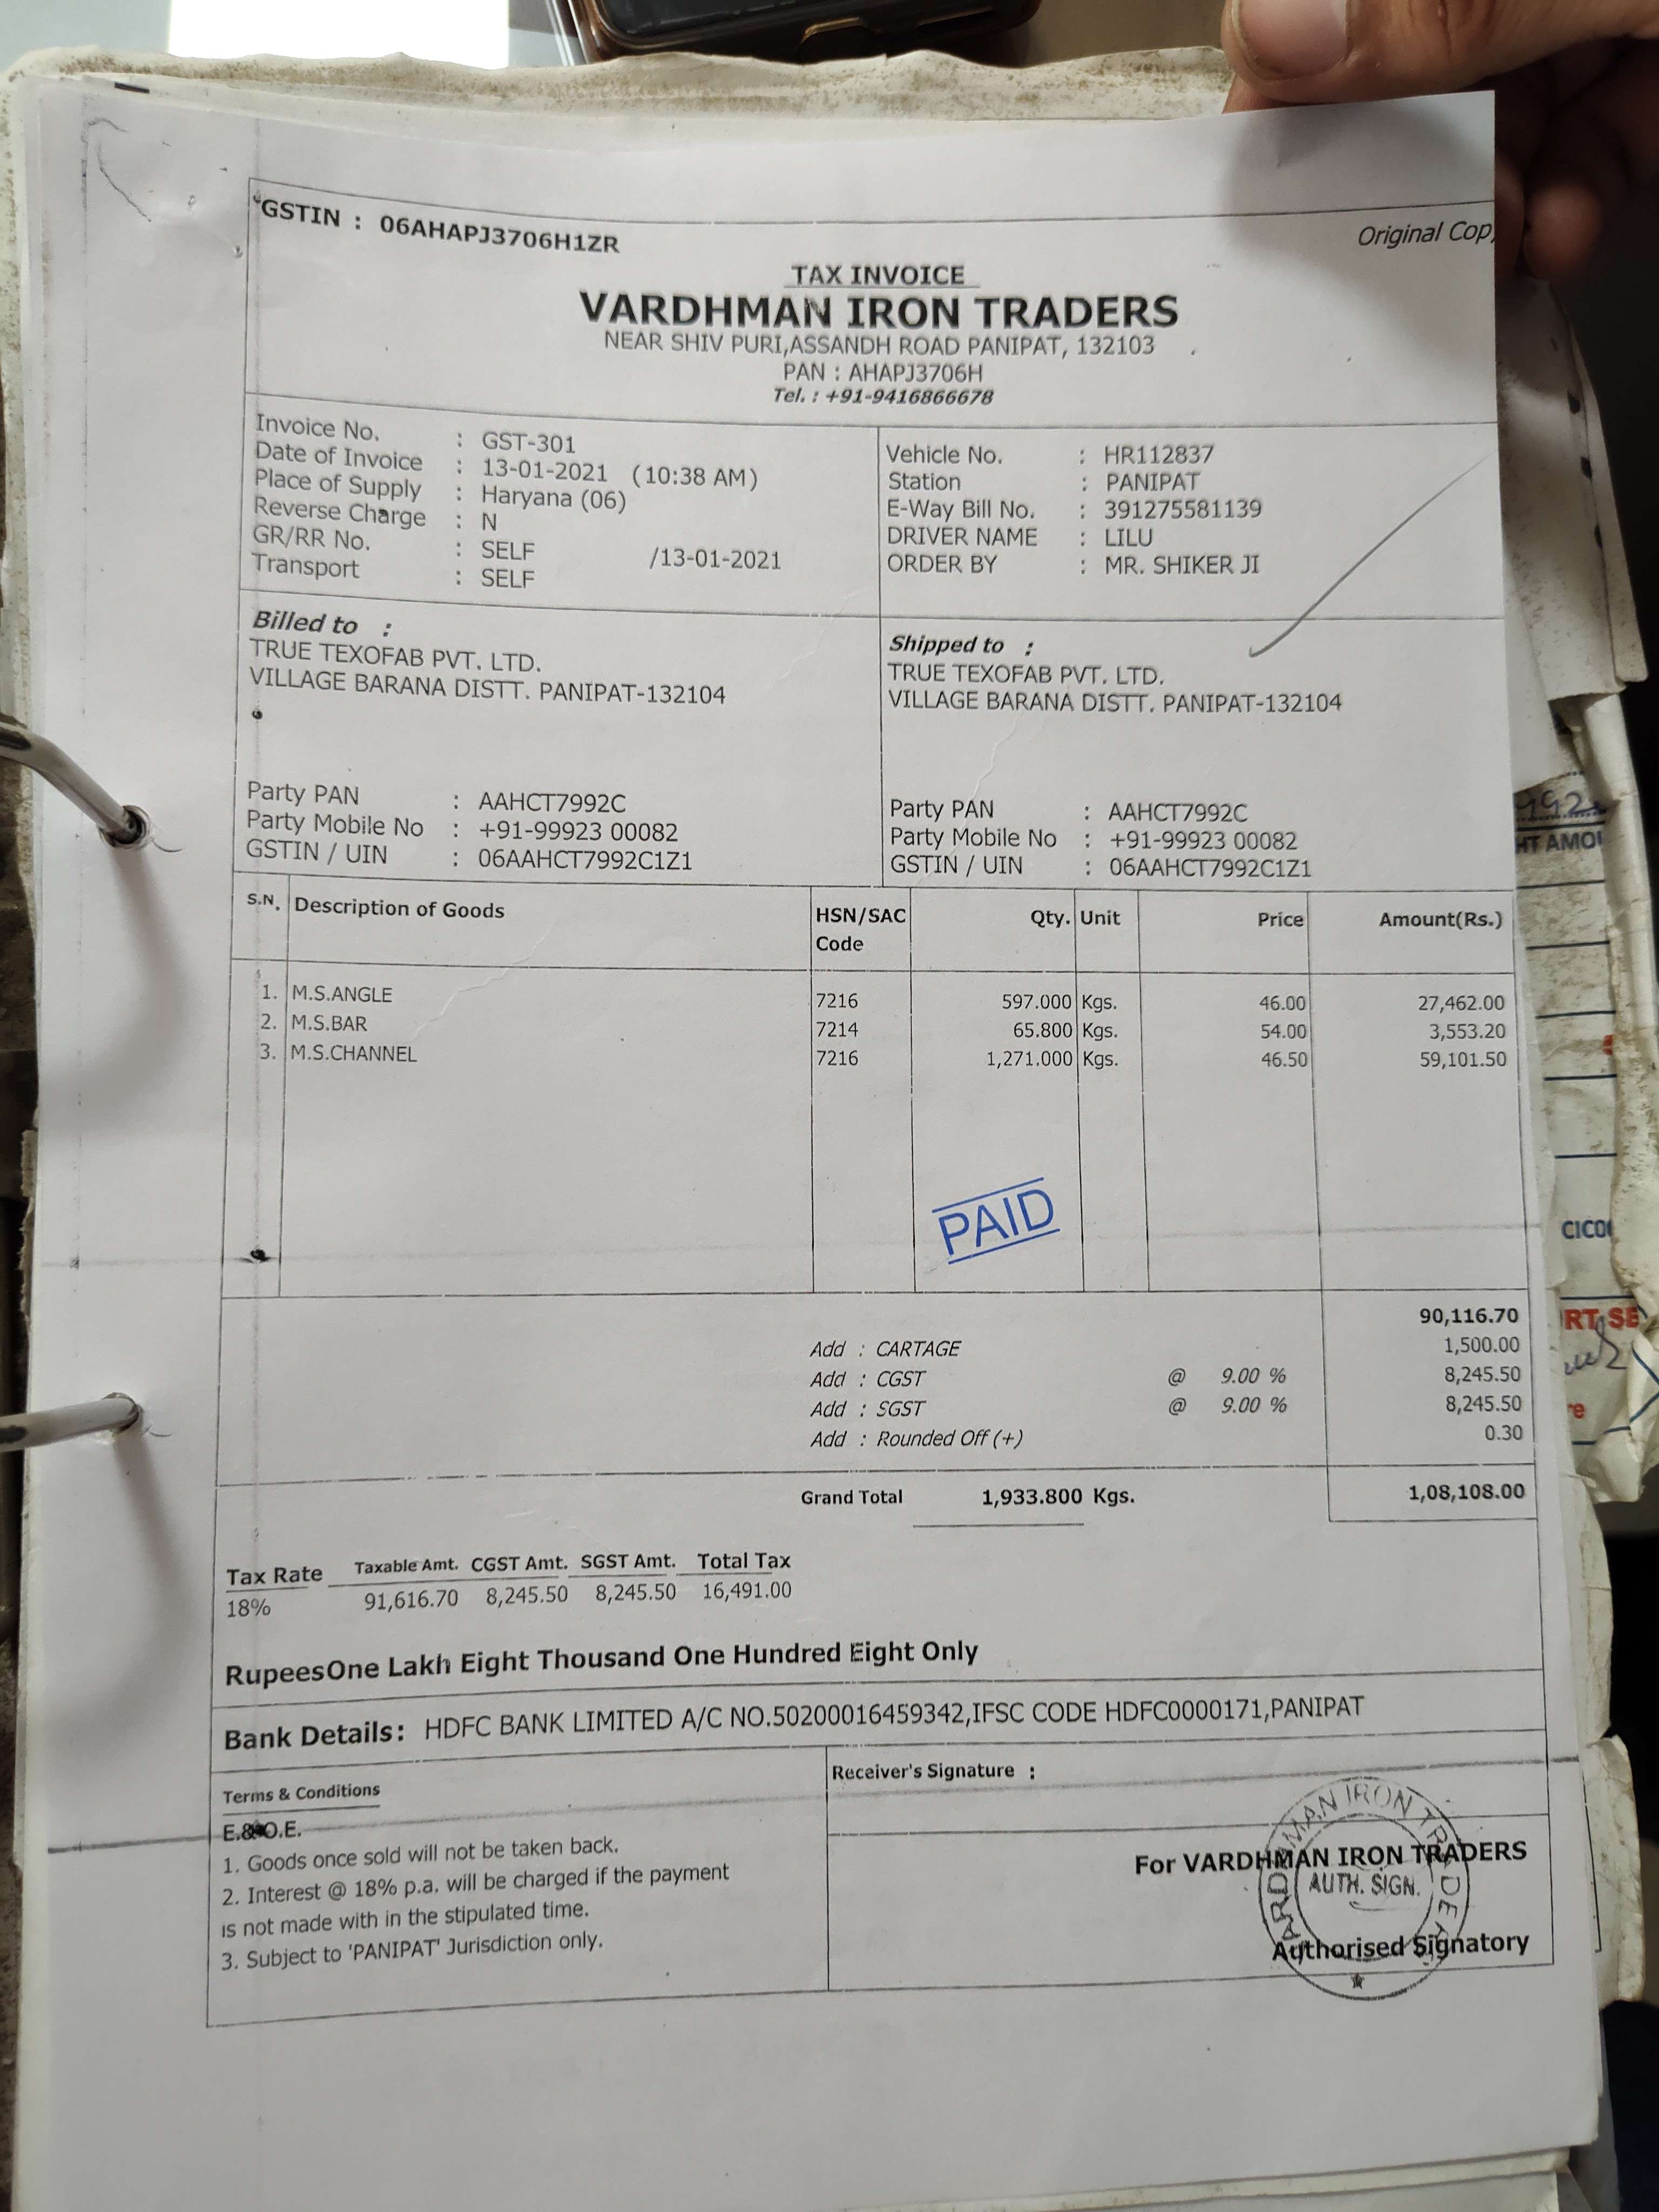 GSTIN : 06AHAPJ3706H1ZR
Original Cop
TAX INVOICE
VARDHMAN IRON TRADERS
NEAR SHIV PURI,ASSANDH ROAD PANIPAT, 132103
PAN : AHAPJ3706H
Tel. : +91-9416866678
Invoice No. : GST-301
Date of Invoice : 13-01-2021 (10:38 AM)
Place of Supply : Haryana (06)
Reverse Charge : N
GR/RR No. : SELF /13-01-2021
Transport : SELF
Vehicle No. : HR112837
Station : PANIPAT
E-Way Bill No. : 391275581139
DRIVER NAME : LILU
ORDER BY : MR. SHIKER JI
Billed to :
TRUE TEXOFAB PVT. LTD.
VILLAGE BARANA DISTT. PANIPAT-132104
Party PAN : AAHCT7992C
Party Mobile No : +91-99923 00082
GSTIN / UIN : 06AAHCT7992C1Z1
Shipped to :
TRUE TEXOFAB PVT. LTD.
VILLAGE BARANA DISTT. PANIPAT-132104
Party PAN : AAHCT7992C
Party Mobile No : +91-99923 00082
GSTIN / UIN : 06AAHCT7992C1Z1
S.N. Description of Goods HSN/SAC Code Qty. Unit Price Amount(Rs.)
1. M.S.ANGLE 7216 597.000 Kgs. 46.00 27,462.00
2. M.S.BAR 7214 65.800 Kgs. 54.00 3,553.20
3. M.S.CHANNEL 7216 1,271.000 Kgs. 46.50 59,101.50
PAID
90,116.70
Add : CARTAGE 1,500.00
Add : CGST @ 9.00 % 8,245.50
Add : SGST @ 9.00 % 8,245.50
Add : Rounded Off (+) 0.30
Grand Total 1,933.800 Kgs. 1,08,108.00
Tax Rate Taxable Amt. CGST Amt. SGST Amt. Total Tax
18% 91,616.70 8,245.50 8,245.50 16,491.00
RupeesOne Lakh Eight Thousand One Hundred Eight Only
Bank Details: HDFC BANK LIMITED A/C NO.50200016459342,IFSC CODE HDFC0000171,PANIPAT
Terms & Conditions
E.& O.E.
1. Goods once sold will not be taken back.
2. Interest @ 18% p.a. will be charged if the payment
is not made with in the stipulated time.
3. Subject to 'PANIPAT' Jurisdiction only.
Receiver's Signature :
For VARDHMAN IRON TRADERS
AUTH. SIGN.
Authorised Signatory
HT AMOU
CICO
RT SE
re